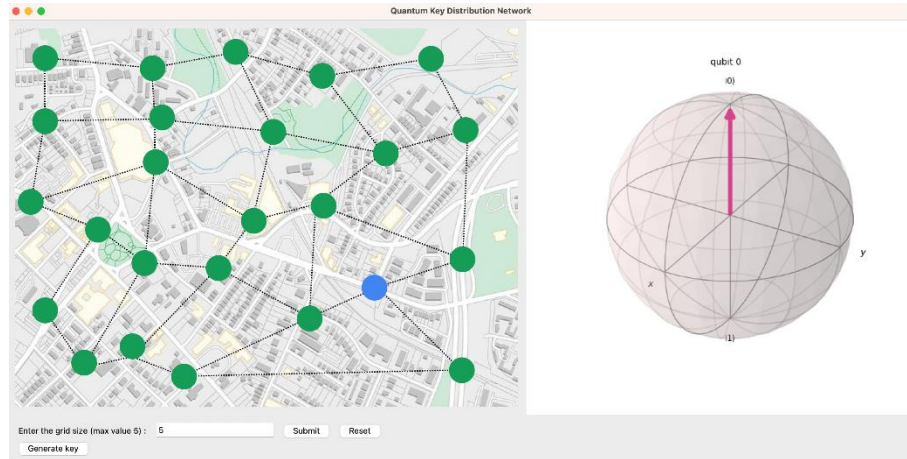 Quantum Key Distribution Network
qubit 0
|0⟩
x
y
|1⟩
Enter the grid size (max value 5) : 5 Submit Reset
Generate key